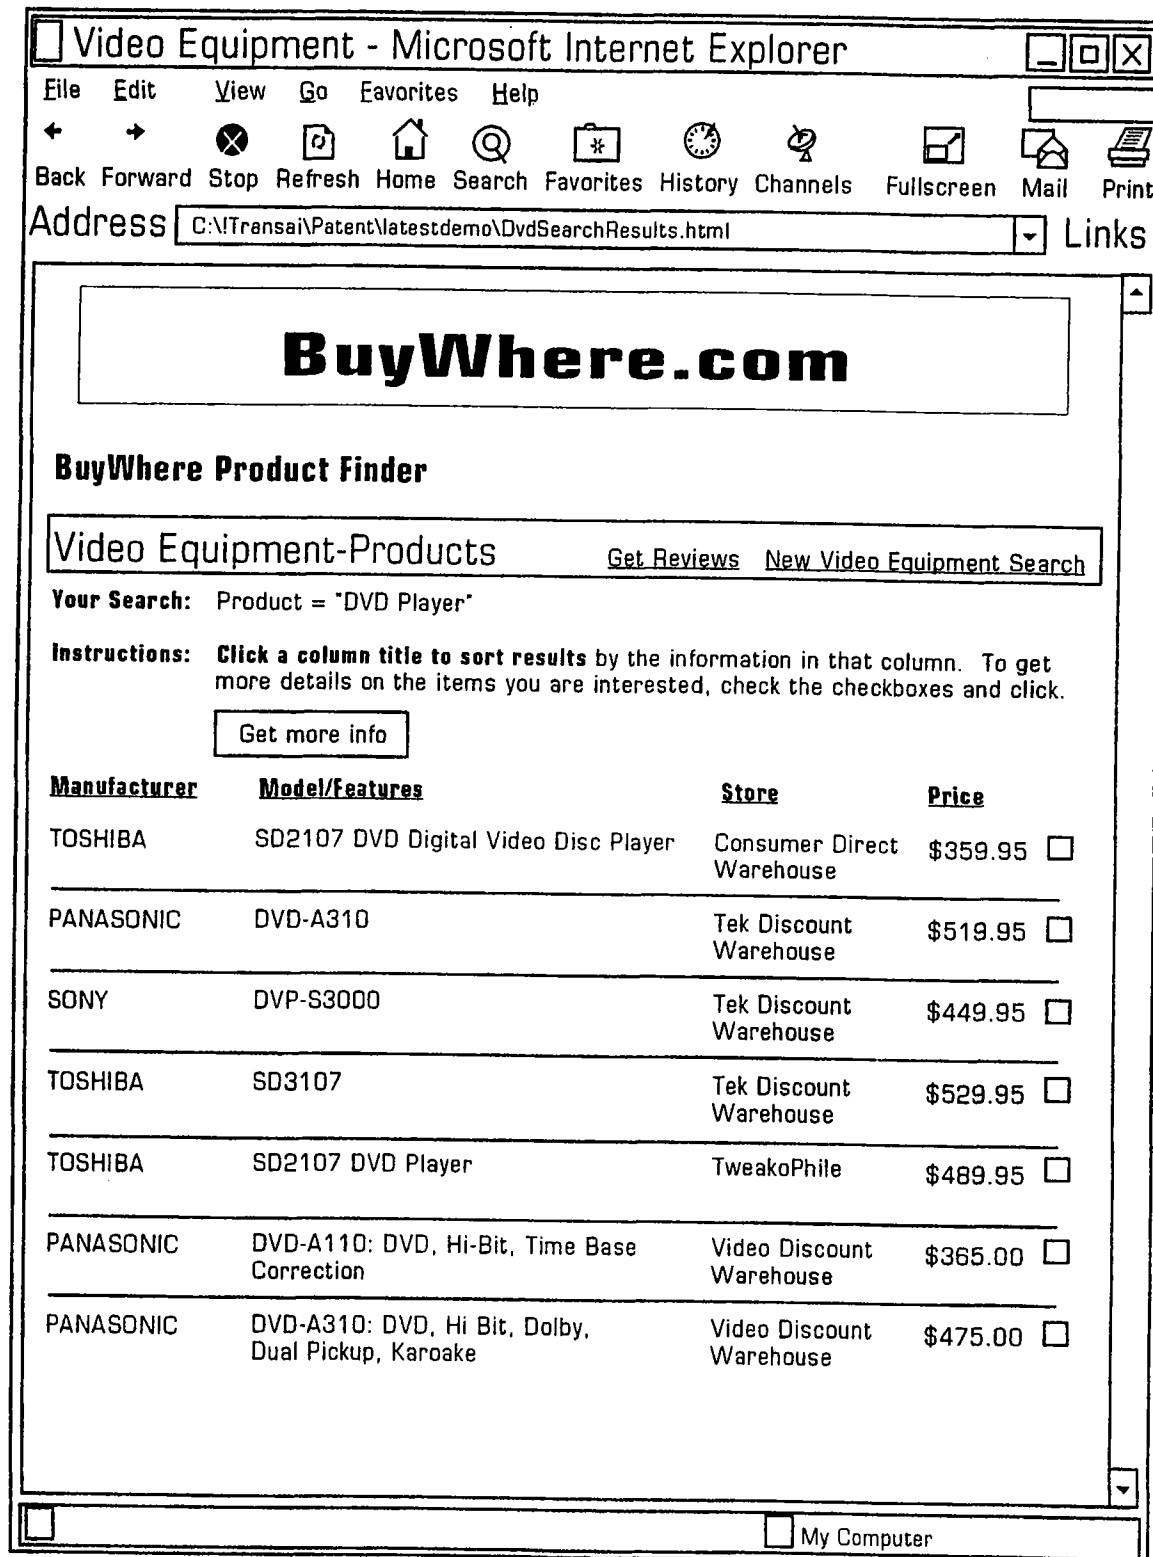 Video Equipment - Microsoft Internet Explorer
File Edit View Go Favorites Help
Back Forward Stop Refresh Home Search Favorites History Channels Fullscreen Mail Print
Address C:\!Transai\Patent\latestdemo\DvdSearchResults.html Links
BuyWhere.com
BuyWhere Product Finder
Video Equipment-Products Get Reviews New Video Equipment Search
Your Search: Product = "DVD Player"
Instructions: Click a column title to sort results by the information in that column. To get
more details on the items you are interested, check the checkboxes and click.
Get more info
Manufacturer Model/Features Store Price
TOSHIBA SD2107 DVD Digital Video Disc Player Consumer Direct $359.95
Warehouse
PANASONIC DVD-A310 Tek Discount $519.95
Warehouse
SONY DVP-S3000 Tek Discount $449.95
Warehouse
TOSHIBA SD3107 Tek Discount $529.95
Warehouse
TOSHIBA SD2107 DVD Player TweakoPhile $489.95
PANASONIC DVD-A110: DVD, Hi-Bit, Time Base Video Discount $365.00
Correction Warehouse
PANASONIC DVD-A310: DVD, Hi Bit, Dolby, Video Discount $475.00
Dual Pickup, Karoake Warehouse
My Computer